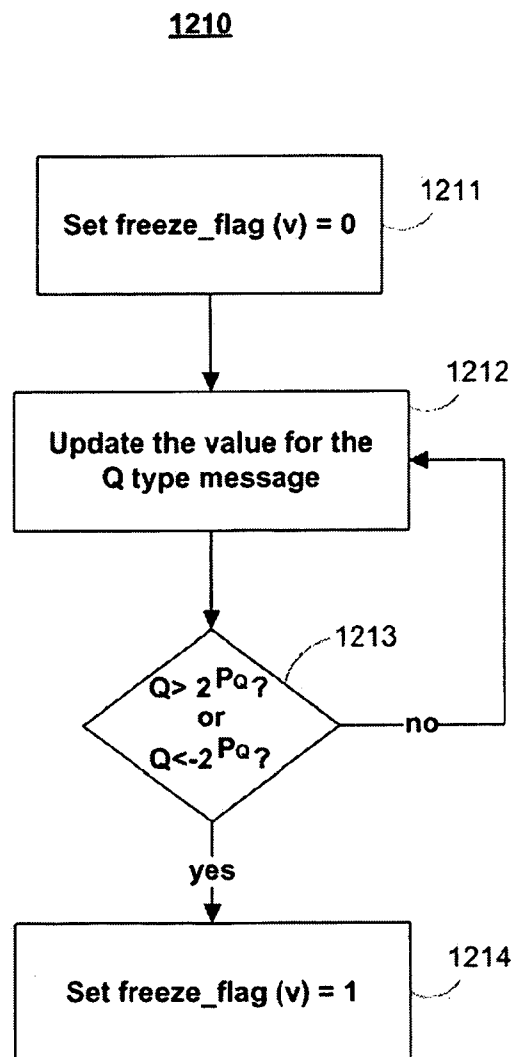 1210
1211
Set freeze_flag (v) = 0
1212
Update the value for the
Q type message
1213
Q> 2^PQ?
or
Q<-2^PQ?
no
yes
1214
Set freeze_flag (v) = 1